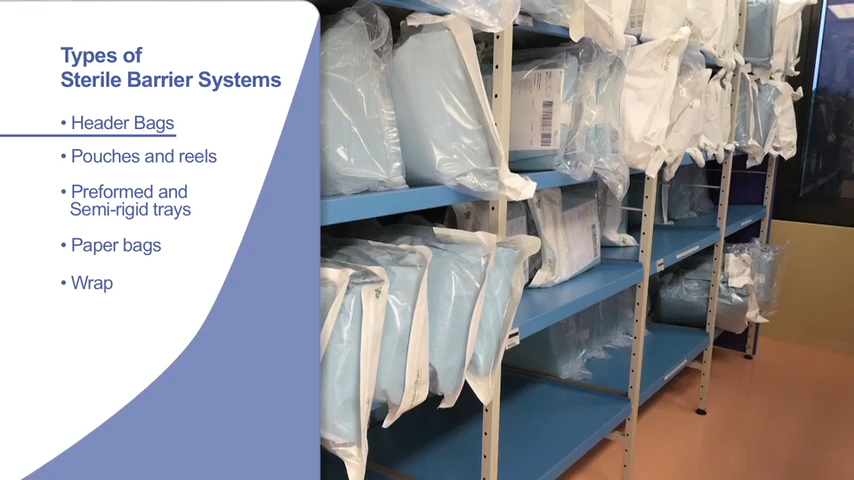 Types of
Sterile Barrier Systems
• Header Bags
• Pouches and reels
• Preformed and
Semi-rigid trays
• Paper bags
• Wrap